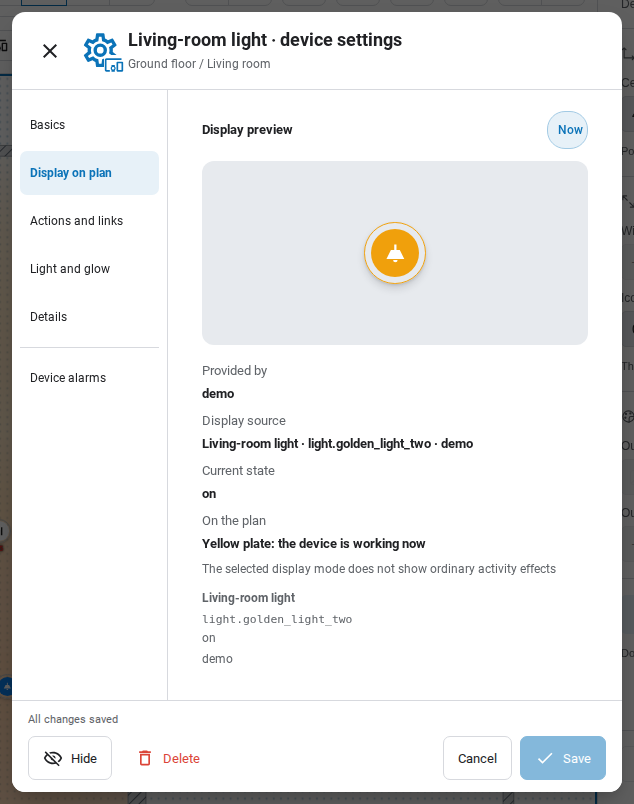 Living-room light · device settings
Ground floor / Living room
Basics
Display on plan
Actions and links
Light and glow
Details
Device alarms
Display preview
Now
Provided by
demo
Display source
Living-room light · light.golden_light_two · demo
Current state
on
On the plan
Yellow plate: the device is working now
The selected display mode does not show ordinary activity effects
Living-room light
light.golden_light_two
on
demo
All changes saved
Hide
Delete
Cancel
Save